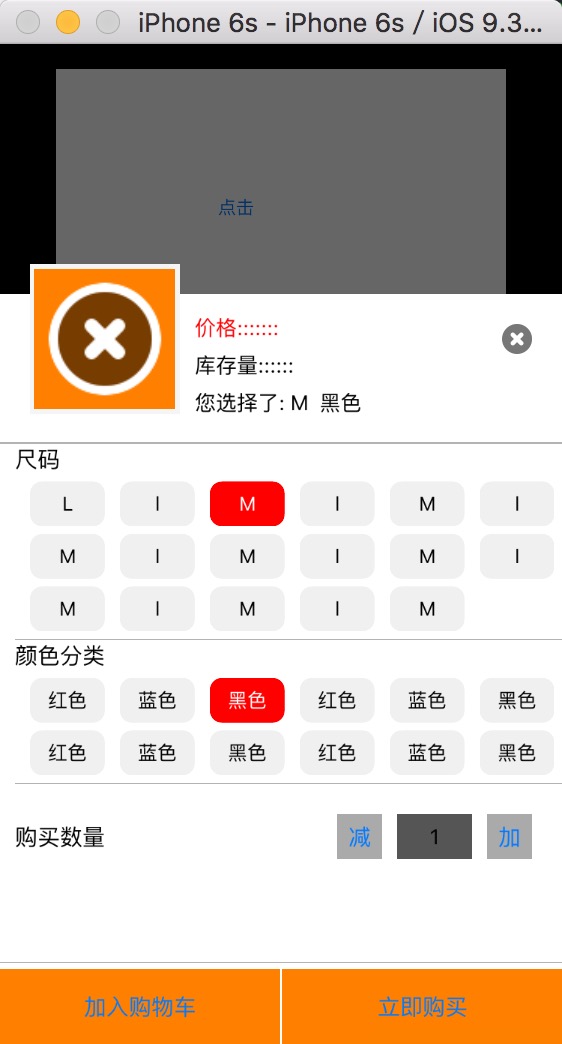 iPhone 6s - iPhone 6s / iOS 9.3...
点击
价格:::::::
库存量::::::
您选择了: M 黑色
尺码
L l M l M l
M l M l M l
M l M l M
颜色分类
红色 蓝色 黑色 红色 蓝色 黑色
红色 蓝色 黑色 红色 蓝色 黑色
购买数量 减 1 加
加入购物车 立即购买